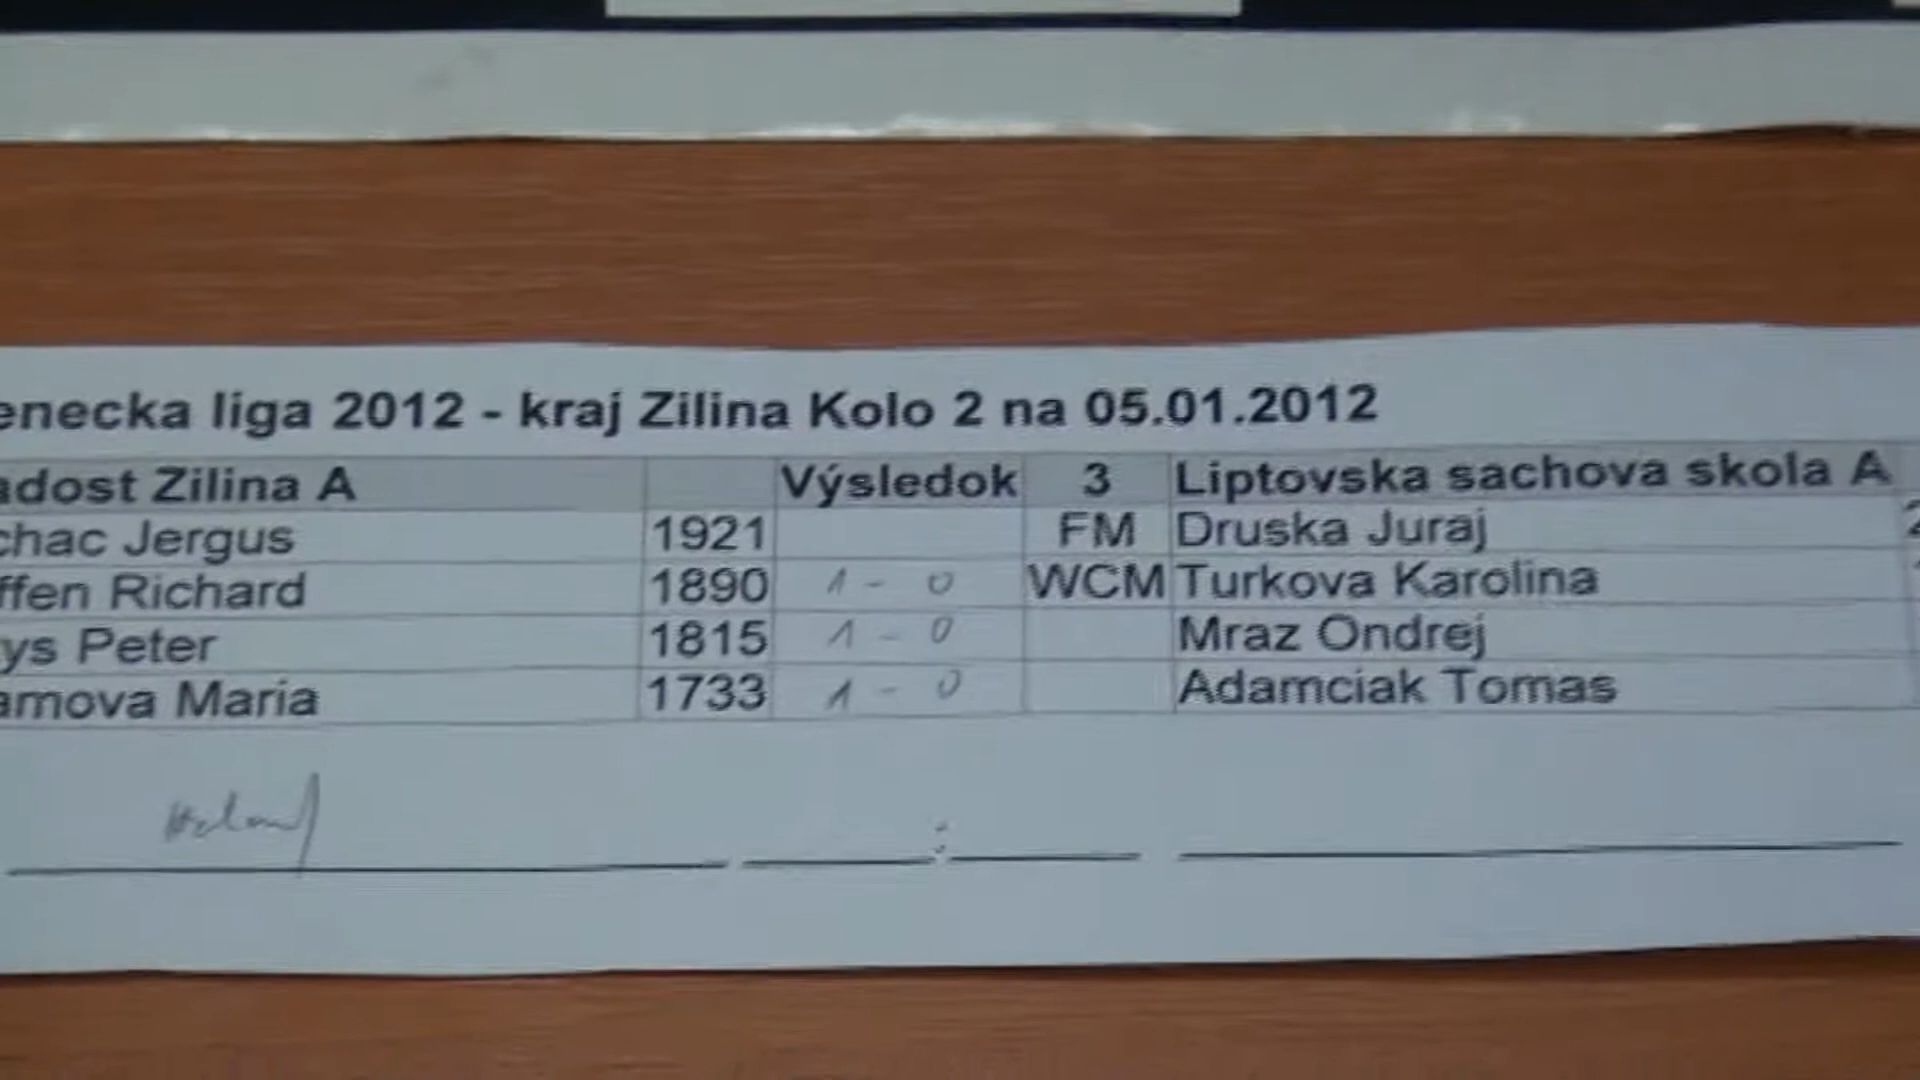 enecka liga 2012 - kraj Zilina Kolo 2 na 05.01.2012
adost Zilina A Výsledok 3 Liptovska sachova skola A
chac Jergus 1921 FM Druska Juraj 2
ffen Richard 1890 1 - 0 WCM Turkova Karolina
ys Peter 1815 1 - 0 Mraz Ondrej
amova Maria 1733 1 - 0 Adamciak Tomas
: